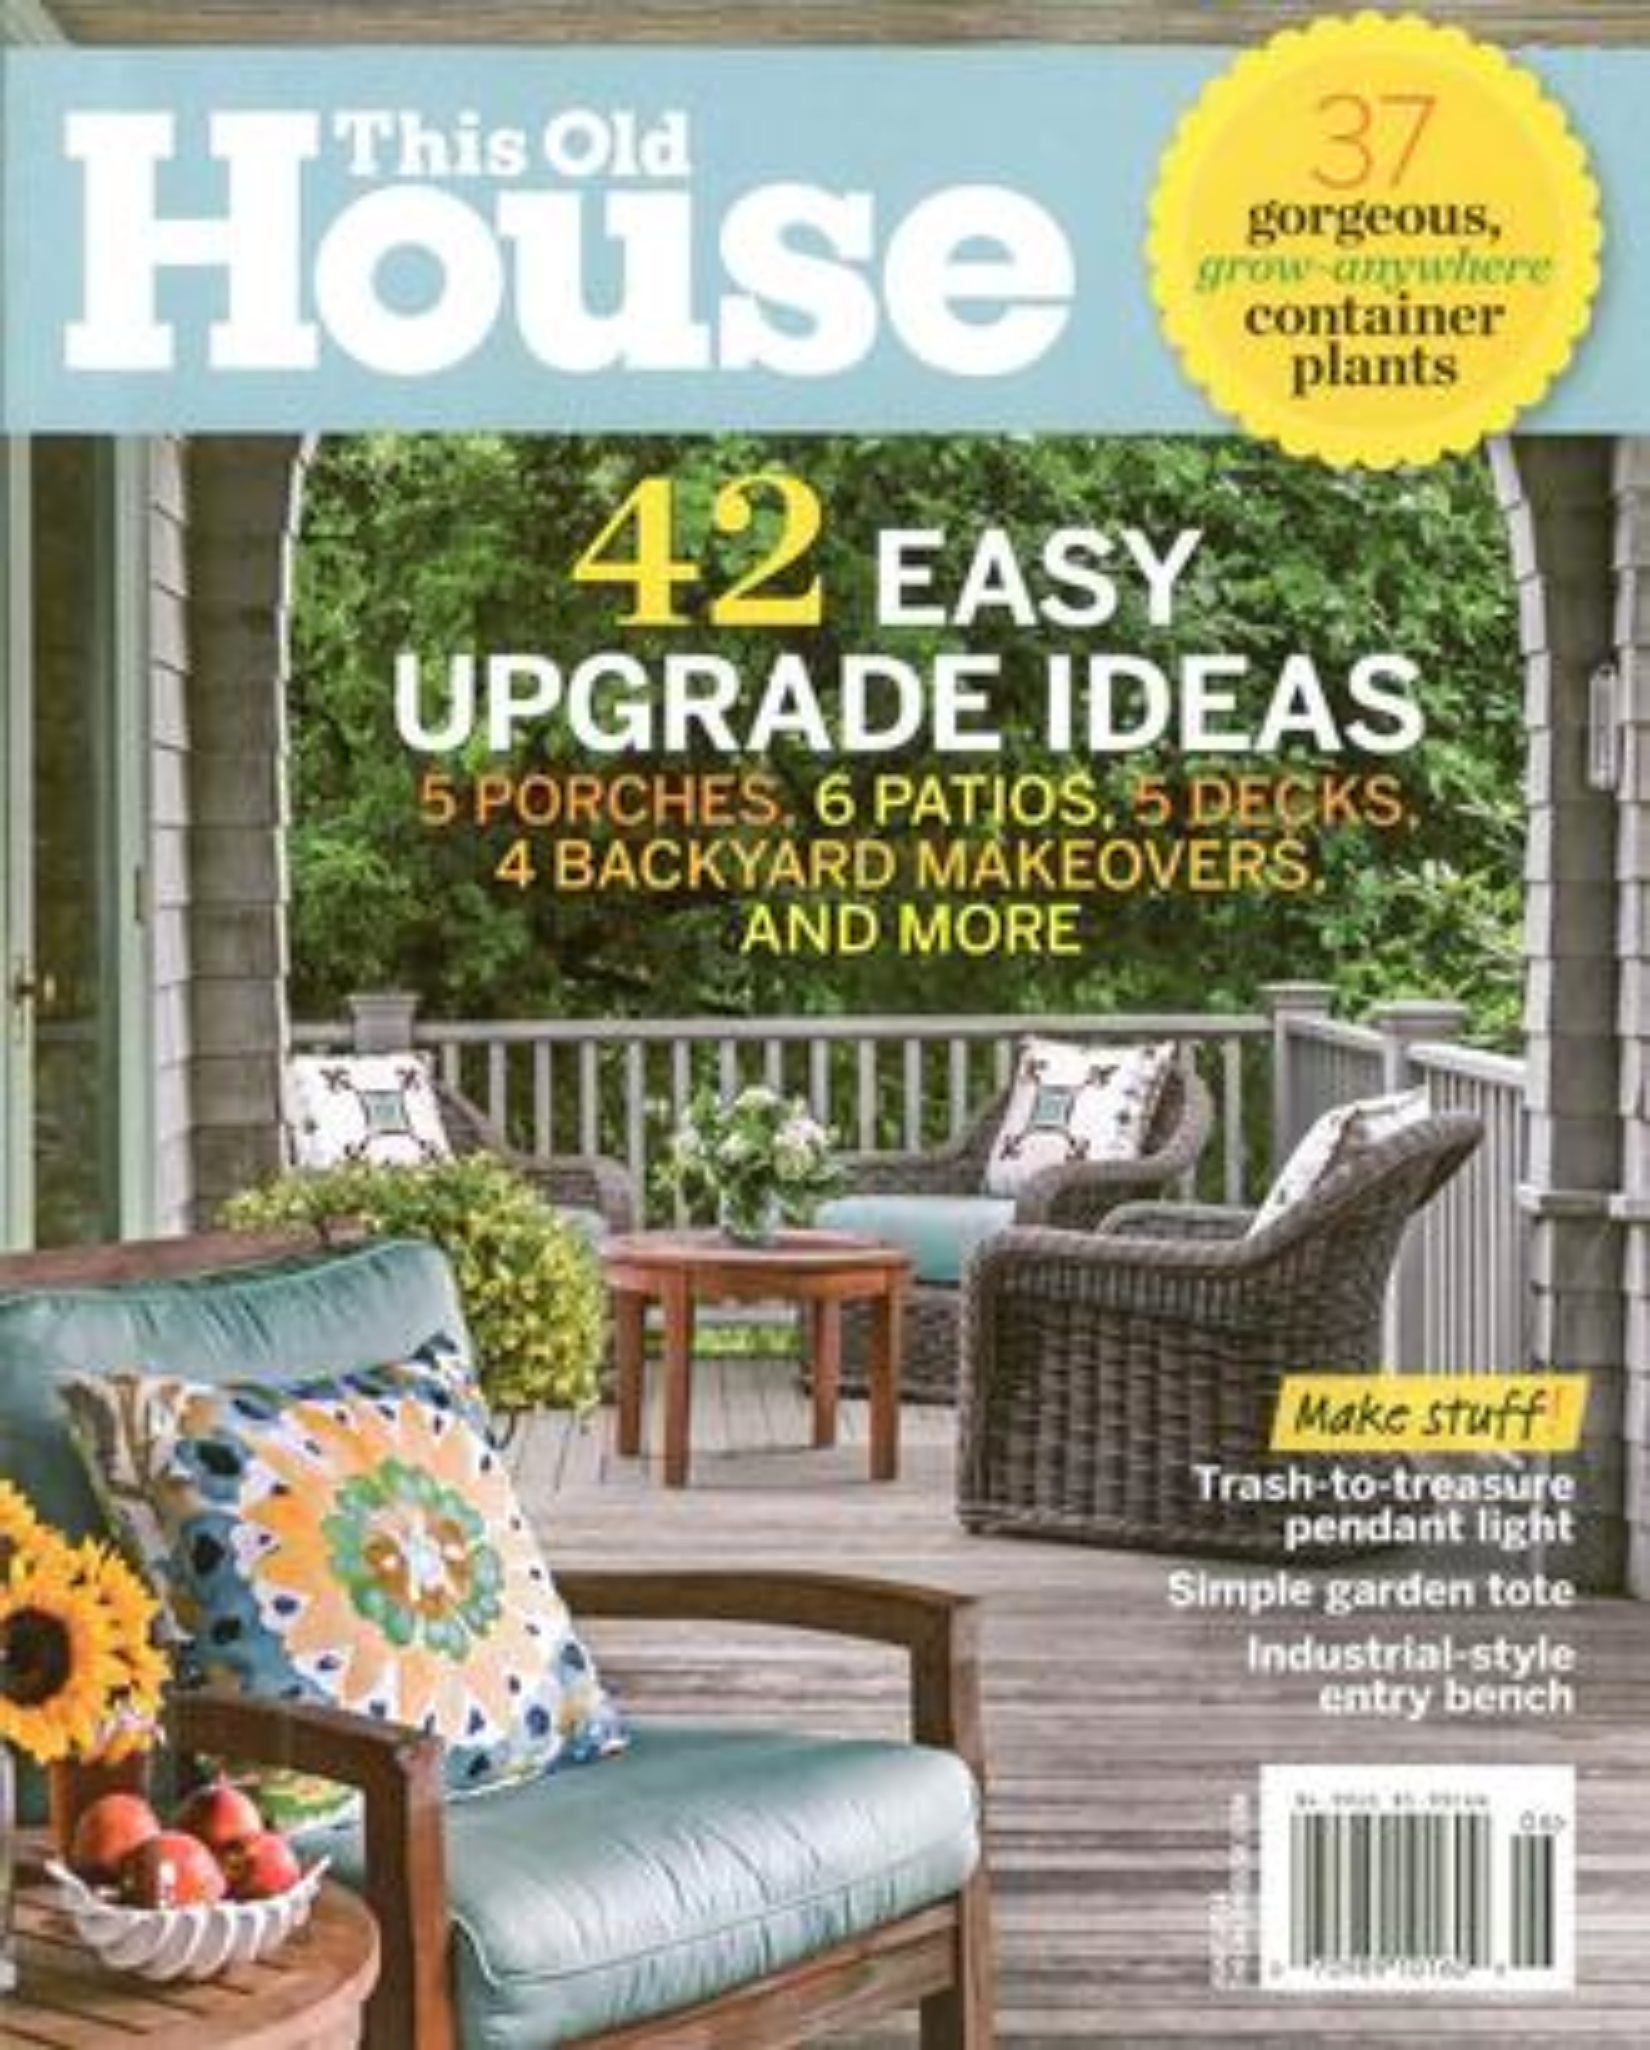 This Old
House
37
gorgeous,
grow-anywhere
container
plants
42 EASY
UPGRADE IDEAS
5 PORCHES, 6 PATIOS, 5 DECKS,
4 BACKYARD MAKEOVERS,
AND MORE
Make stuff!
Trash-to-treasure
pendant light
Simple garden tote
Industrial-style
entry bench